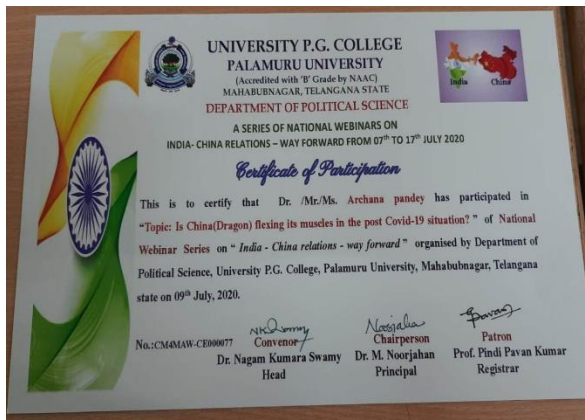 UNIVERSITY P.G. COLLEGE
PALAMURU UNIVERSITY
(Accredited with 'B' Grade by NAAC)
MAHABUBNAGAR, TELANGANA STATE
DEPARTMENT OF POLITICAL SCIENCE
India China
A SERIES OF NATIONAL WEBINARS ON
INDIA- CHINA RELATIONS – WAY FORWARD FROM 07th TO 17th JULY 2020
Certificate of Participation
This is to certify that Dr. /Mr./Ms. Archana pandey has participated in
"Topic: Is China(Dragon) flexing its muscles in the post Covid-19 situation?" of National
Webinar Series on "India - China relations - way forward" organised by Department of
Political Science, University P.G. College, Palamuru University, Mahabubnagar, Telangana
state on 09th July, 2020.
Noorjaha
No.:CM4MAW-CE000077 Convenor Chairperson Patron
Dr. Nagam Kumara Swamy Dr. M. Noorjahan Prof. Pindi Pavan Kumar
Head Principal Registrar